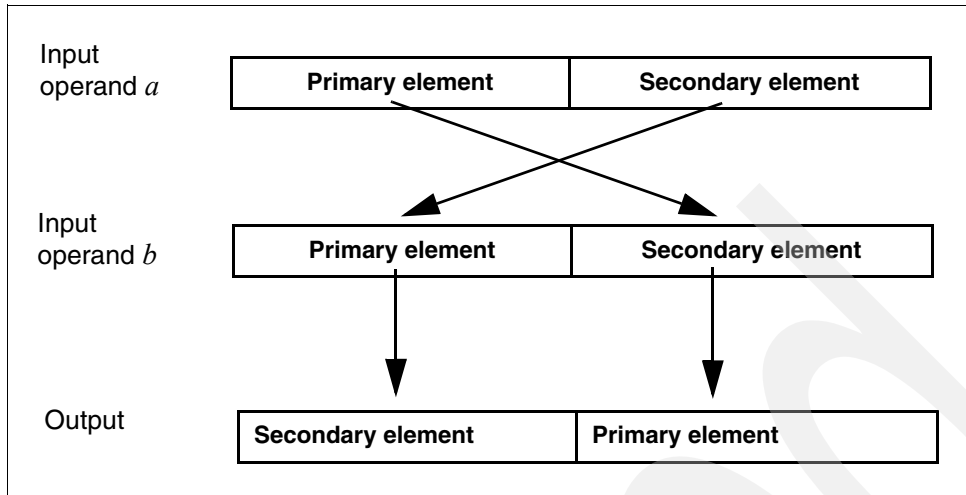 Input
operand a
Primary element Secondary element
Input
operand b
Primary element Secondary element
Output
Secondary element Primary element